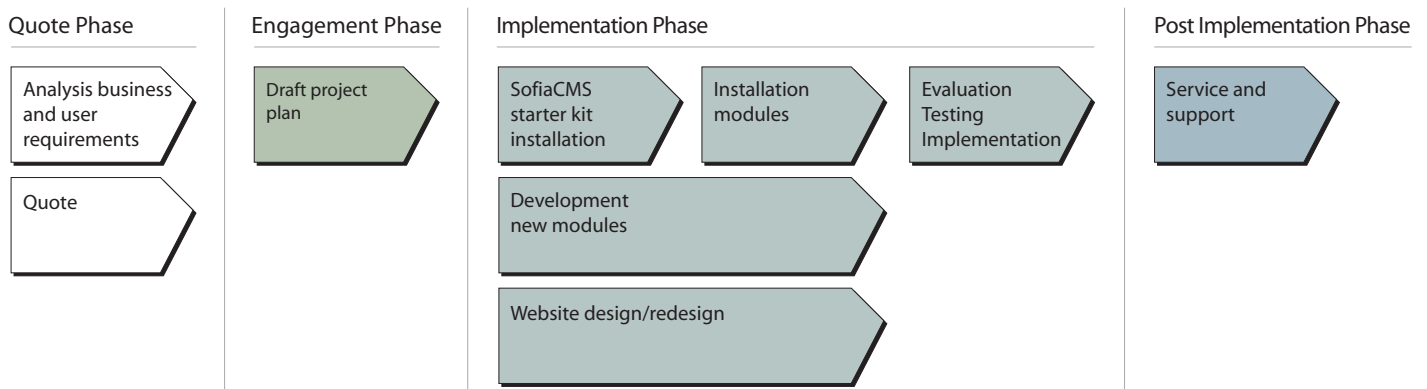 Quote Phase
Analysis business
and user
requirements
Quote
Engagement Phase
Draft project
plan
Implementation Phase
SofiaCMS
starter kit
installation
Installation
modules
Evaluation
Testing
Implementation
Development
new modules
Website design/redesign
Post Implementation Phase
Service and
support